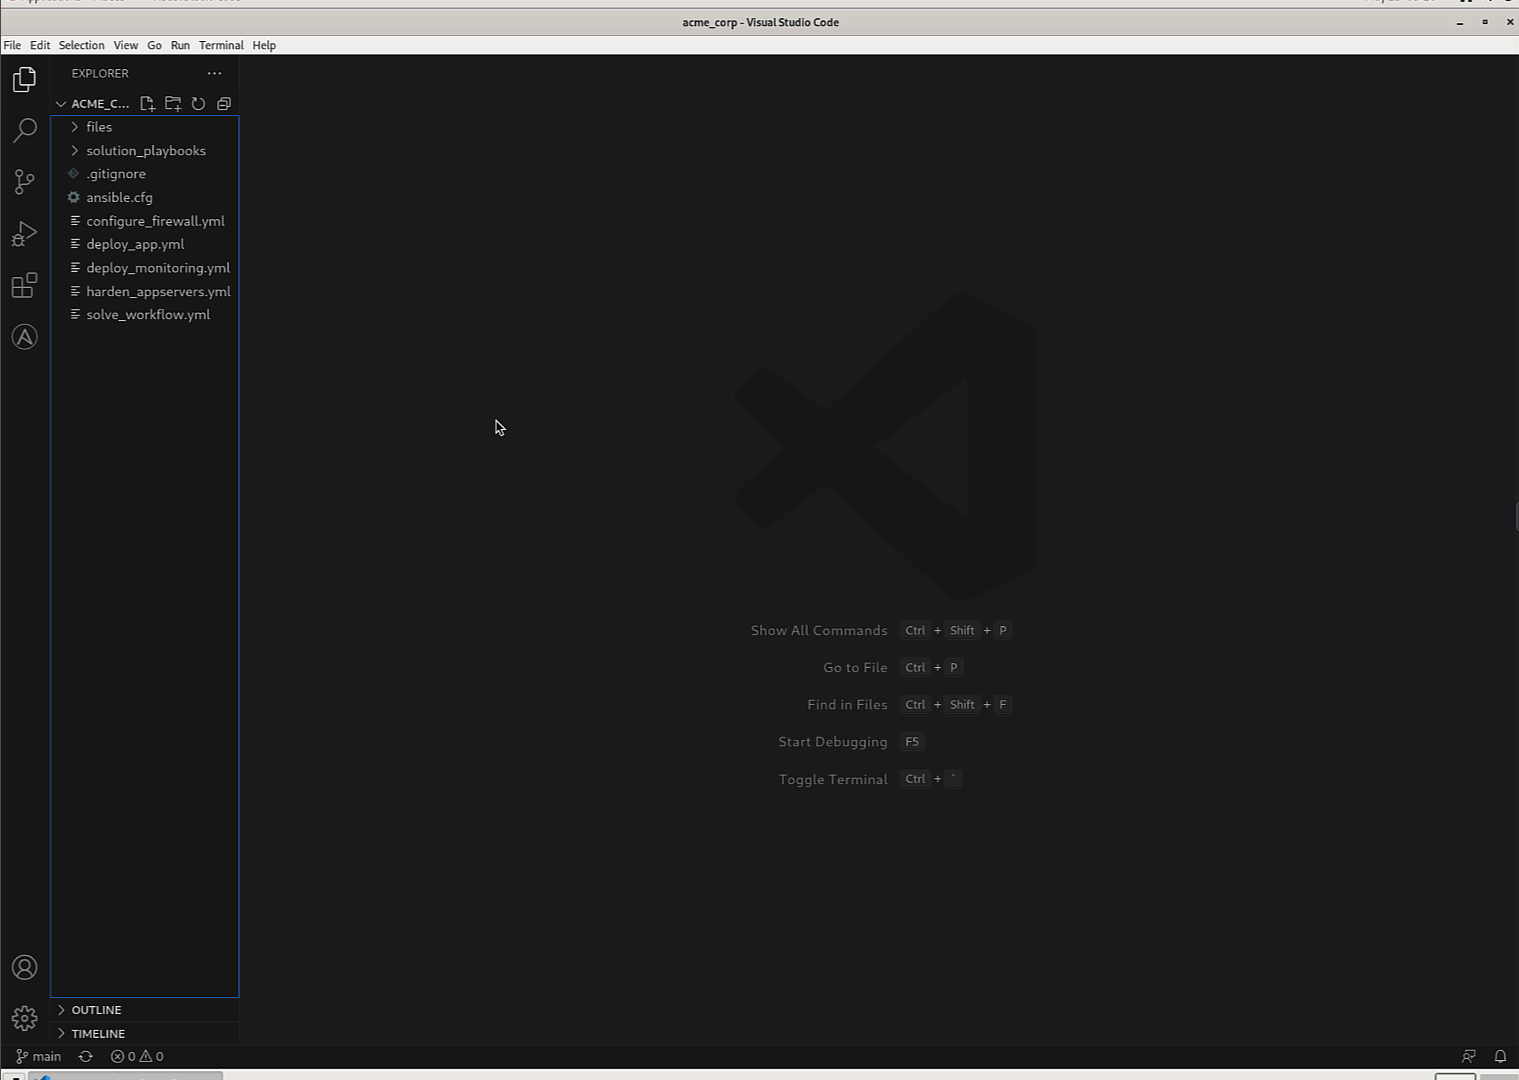 acme_corp - Visual Studio Code
File Edit Selection View Go Run Terminal Help
EXPLORER
ACME_C...
files
solution_playbooks
.gitignore
ansible.cfg
configure_firewall.yml
deploy_app.yml
deploy_monitoring.yml
harden_appservers.yml
solve_workflow.yml
Show All Commands Ctrl + Shift + P
Go to File Ctrl + P
Find in Files Ctrl + Shift + F
Start Debugging F5
Toggle Terminal Ctrl + `
OUTLINE
TIMELINE
main 0 0